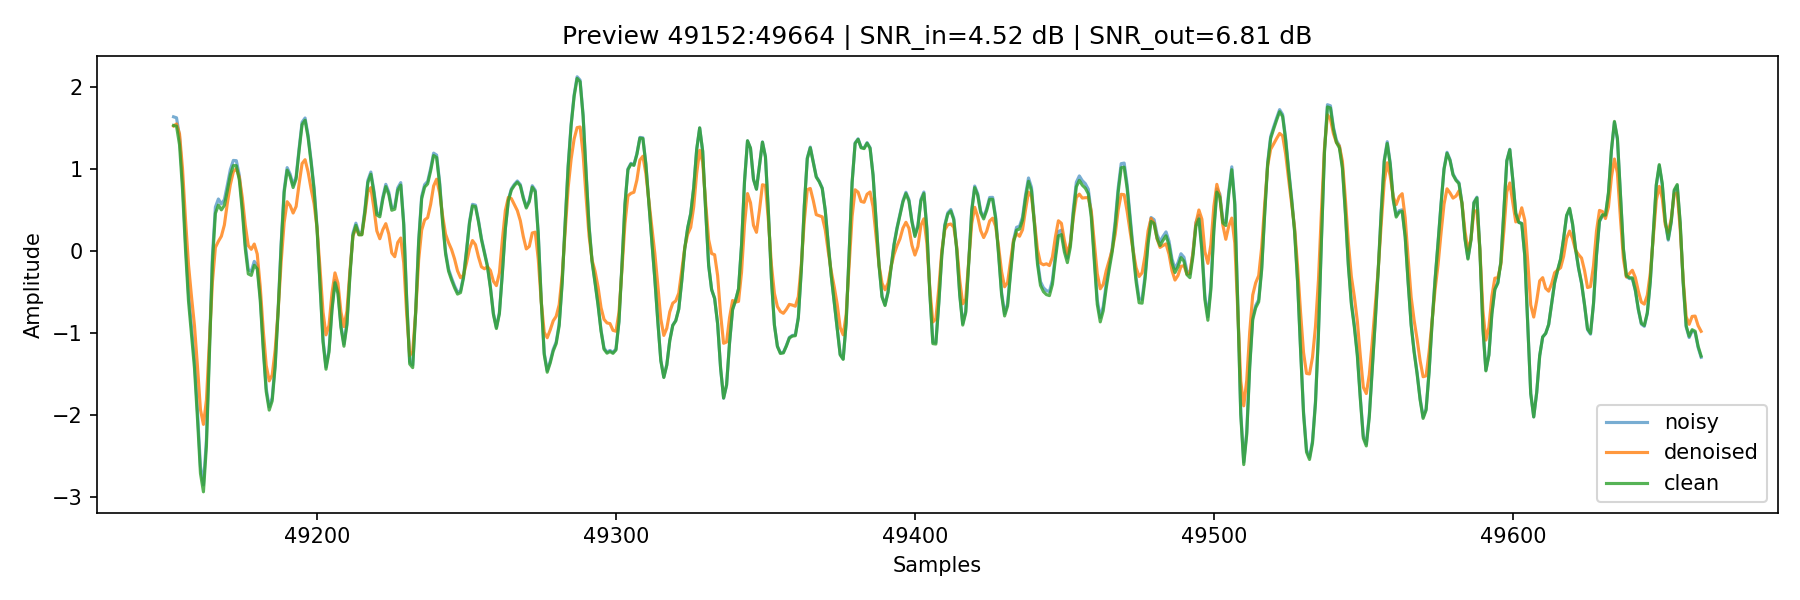 Preview 49152:49664 | SNR_in=4.52 dB | SNR_out=6.81 dB
Amplitude
2
1
0
−1
−2
−3
49200
49300
49400
49500
49600
Samples
noisy
denoised
clean